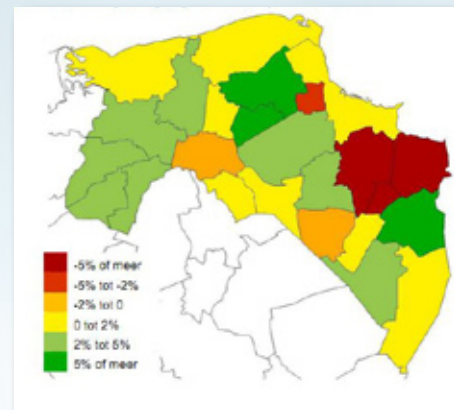 -5% of meer
-5% tot -2%
-2% tot 0
0 tot 2%
2% tot 5%
5% of meer